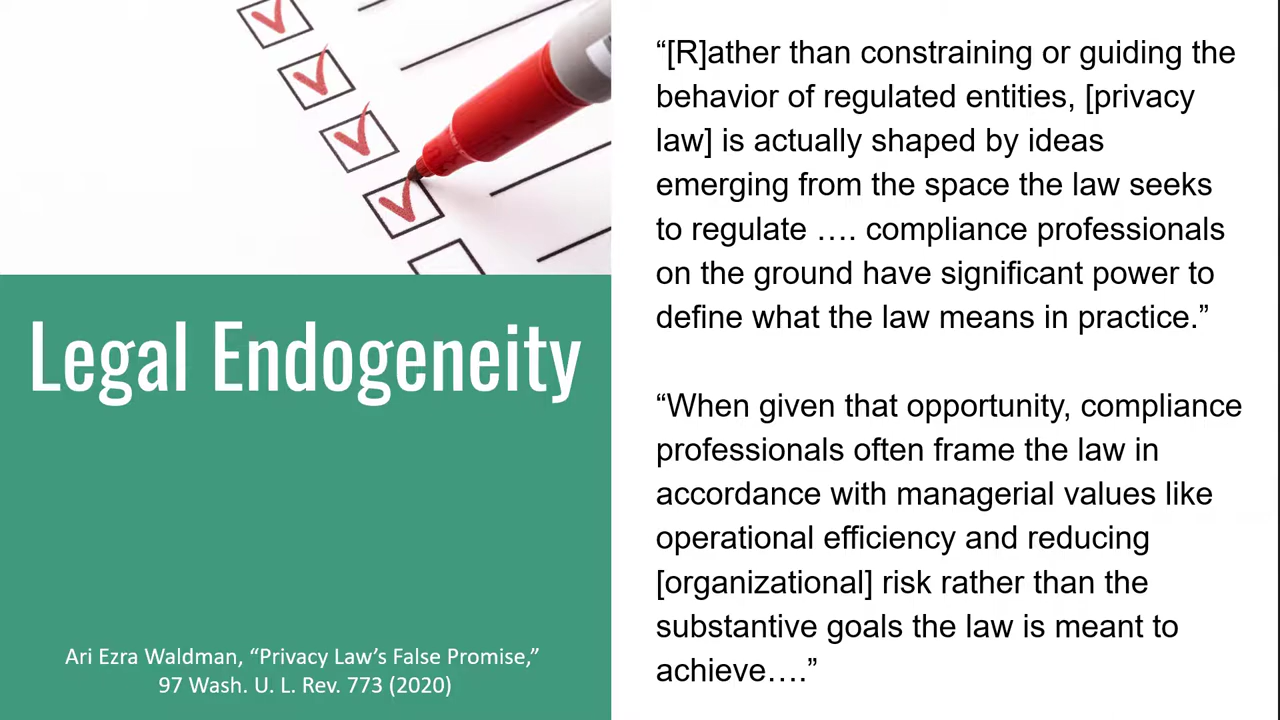 Legal Endogeneity
Ari Ezra Waldman, “Privacy Law’s False Promise,”
97 Wash. U. L. Rev. 773 (2020)
“[R]ather than constraining or guiding the
behavior of regulated entities, [privacy
law] is actually shaped by ideas
emerging from the space the law seeks
to regulate …. compliance professionals
on the ground have significant power to
define what the law means in practice.”
“When given that opportunity, compliance
professionals often frame the law in
accordance with managerial values like
operational efficiency and reducing
[organizational] risk rather than the
substantive goals the law is meant to
achieve….”